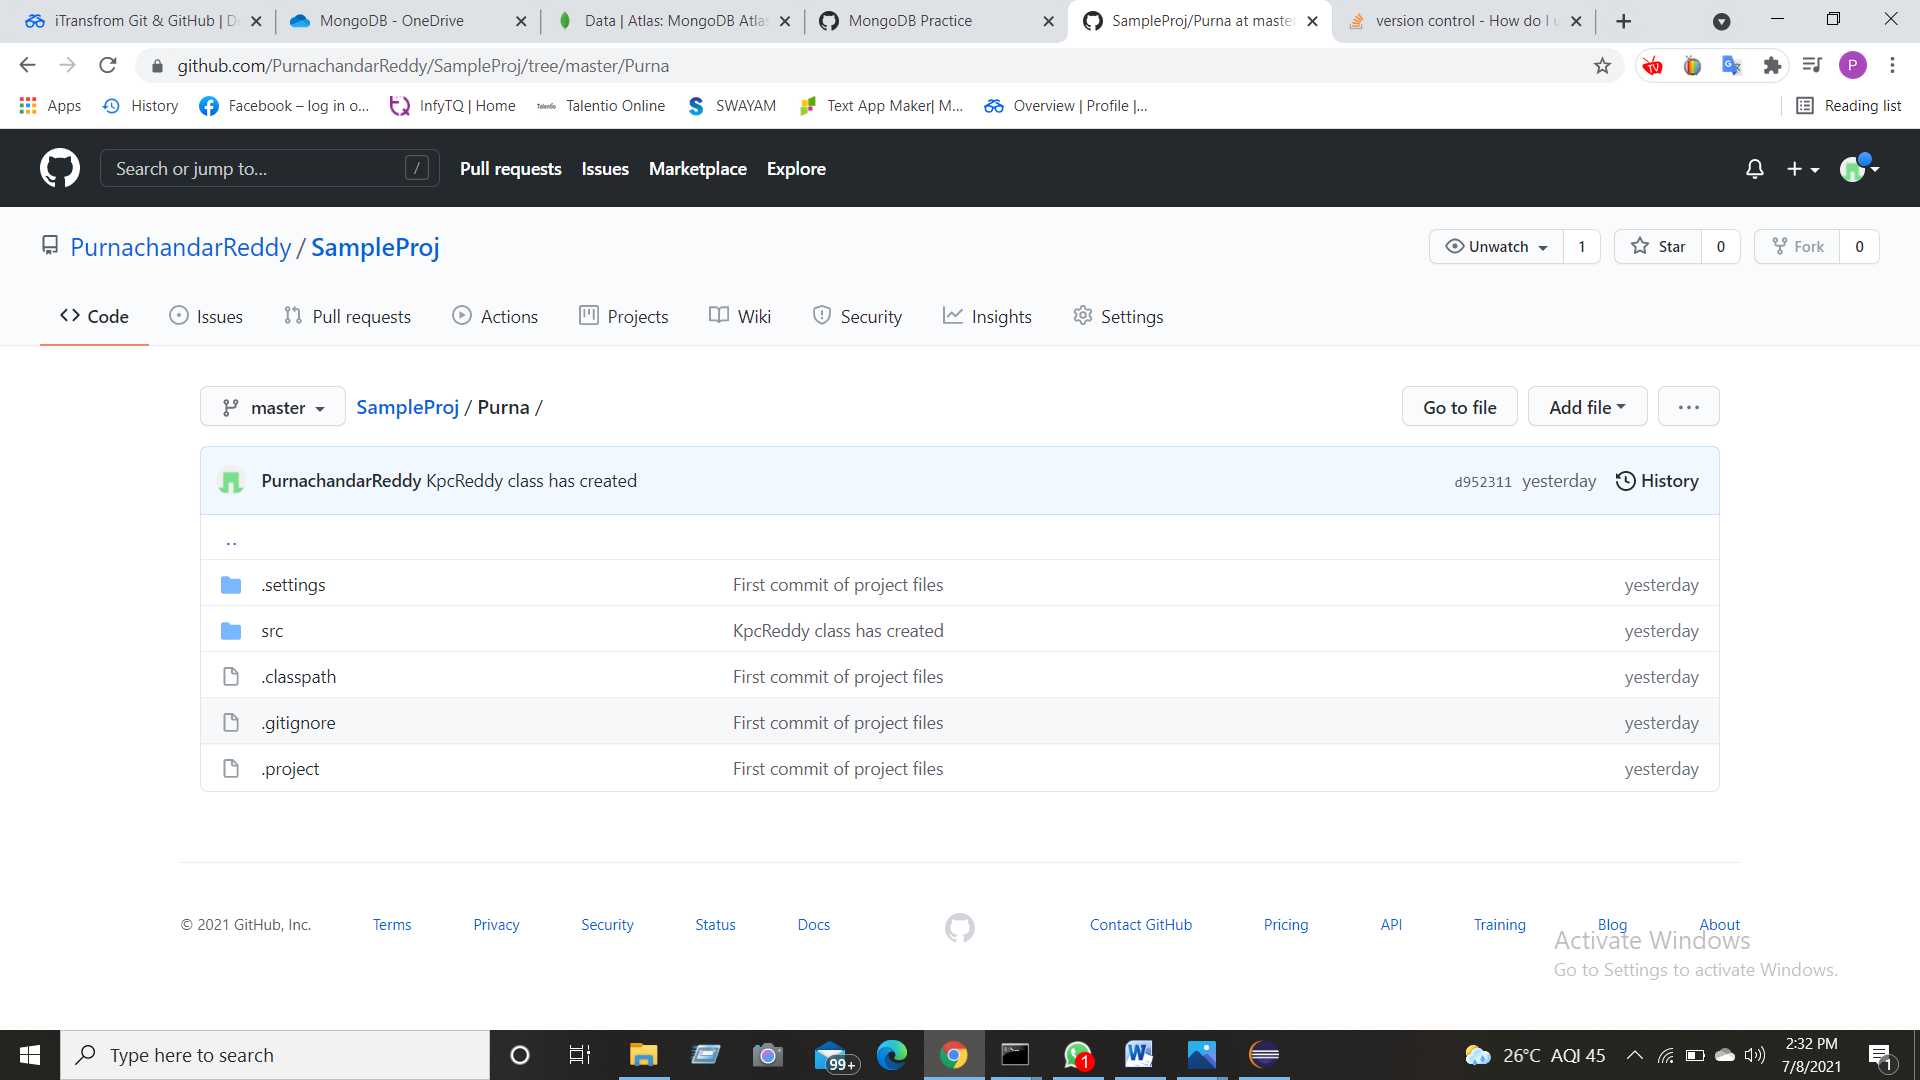 iTransfrom Git & GitHub | De
MongoDB - OneDrive
Data | Atlas: MongoDB Atlas
MongoDB Practice
SampleProj/Purna at master
version control - How do I u
github.com/PurnachandarReddy/SampleProj/tree/master/Purna
P
Apps
History
Facebook – log in o...
InfyTQ | Home
Talentio Online
SWAYAM
Text App Maker| M...
Overview | Profile |...
Reading list
Search or jump to...
/
Pull requests
Issues
Marketplace
Explore
PurnachandarReddy / SampleProj
Unwatch 1
Star 0
Fork 0
Code
Issues
Pull requests
Actions
Projects
Wiki
Security
Insights
Settings
master
SampleProj / Purna /
Go to file
Add file
...
PurnachandarReddy KpcReddy class has created
d952311 yesterday
History
..
.settings First commit of project files yesterday
src KpcReddy class has created yesterday
.classpath First commit of project files yesterday
.gitignore First commit of project files yesterday
.project First commit of project files yesterday
© 2021 GitHub, Inc.
Terms
Privacy
Security
Status
Docs
Contact GitHub
Pricing
API
Training
Blog
About
Activate Windows
Go to Settings to activate Windows.
Type here to search
99+
1
26°C AQI 45
2:32 PM
7/8/2021
1